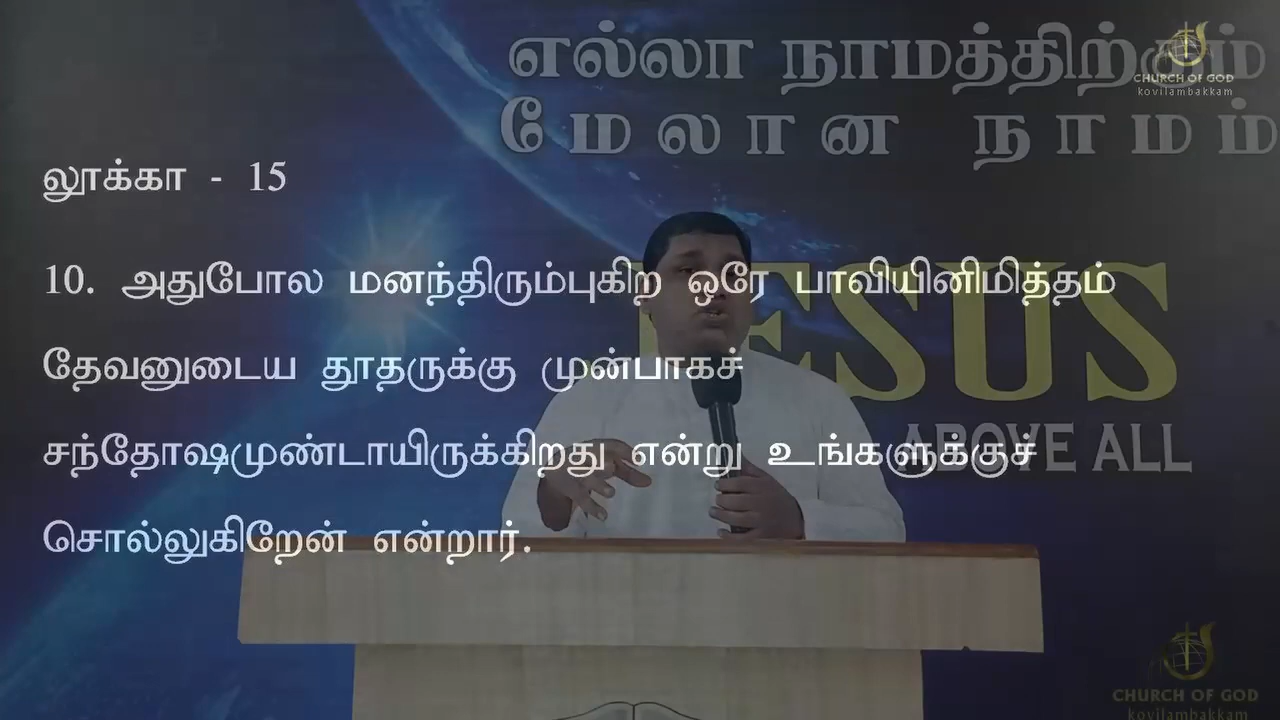 எல்லா நாமத்திற்கும்
மேலான நாமம்
CHURCH OF GOD
kovilambakkam
லூக்கா - 15
10. அதுபோல மனந்திரும்புகிற ஒரே பாவியினிமித்தம்
தேவனுடைய தூதருக்கு முன்பாகச்
சந்தோஷமுண்டாயிருக்கிறது என்று உங்களுக்குச்
சொல்லுகிறேன் என்றார்.
JESUS
ABOVE ALL
CHURCH OF GOD
kovilambakkam